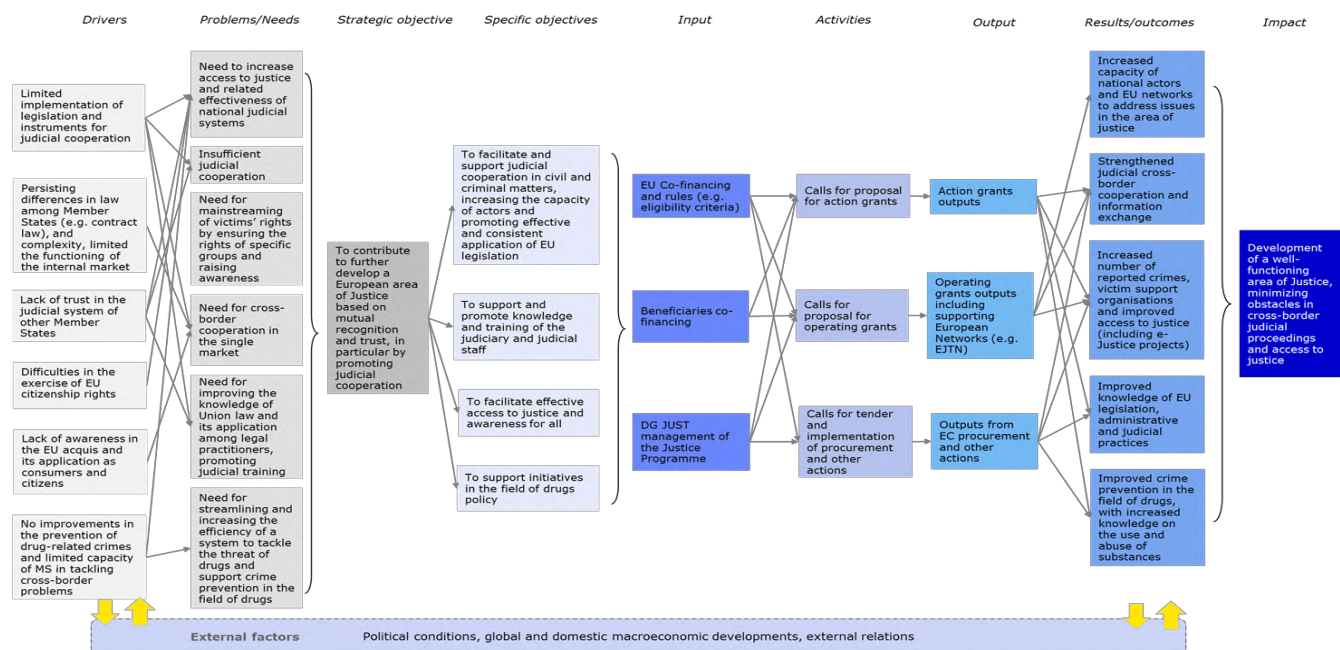 Drivers
Problems/Needs
Strategic objective
Specific objectives
Input
Activities
Output
Results/outcomes
Impact
Limited
implementation of
legislation and
instruments for
judicial cooperation
Persisting
differences in law
among Member
States (e.g. contract
law), and
complexity, limited
the functioning of
the internal market
Lack of trust in the
judicial system of
other Member
States
Difficulties in the
exercise of EU
citizenship rights
Lack of awareness in
the EU acquis and
its application as
consumers and
citizens
No improvements in
the prevention of
drug-related crimes
and limited capacity
of MS in tackling
cross-border
problems
Need to increase
access to justice
and related
effectiveness of
national judicial
systems
Insufficient
judicial
cooperation
Need for
mainstreaming of
victims' rights by
ensuring the
rights of specific
groups and
raising awareness
Need for cross-
border
cooperation in
the single
market
Need for
improving the
knowledge of
Union law and
its application
among legal
practitioners,
promoting
judicial training
Need for
streamlining and
increasing the
efficiency of a
system to tackle
the threat of
drugs and
support crime
prevention in the
field of drugs
To contribute
to further
develop a
European area
of Justice
based on
mutual
recognition
and trust, in
particular by
promoting
judicial
cooperation
To facilitate and
support judicial
cooperation in civil and
criminal matters,
increasing the capacity
of actors and
promoting effective
and consistent
application of EU
legislation
To support and
promote knowledge
and training of the
judiciary and judicial
staff
To facilitate effective
access to justice and
awareness for all
To support initiatives
in the field of drugs
policy
EU Co-financing
and rules (e.g.
eligibility criteria)
Beneficiaries co-
financing
DG JUST
management of
the Justice
Programme
Calls for proposal
for action grants
Calls for
proposal for
operating grants
Calls for tender
and
implementation
of procurement
and other
actions
Action grants
outputs
Operating
grants outputs
including
supporting
European
Networks (e.g.
EJTN)
Outputs from
EC procurement
and other
actions
Increased
capacity of
national actors
and EU networks
to address issues
in the area of
justice
Strengthened
judicial cross-
border
cooperation and
information
exchange
Increased
number of
reported crimes,
victim support
organisations
and improved
access to justice
(including e-
Justice projects)
Improved
knowledge of EU
legislation,
administrative
and judicial
practices
Improved crime
prevention in the
field of drugs,
with increased
knowledge on
the use and
abuse of
substances
Development
of a well-
functioning
area of Justice,
minimizing
obstacles in
cross-border
judicial
proceedings
and access to
justice
External factors
Political conditions, global and domestic macroeconomic developments, external relations